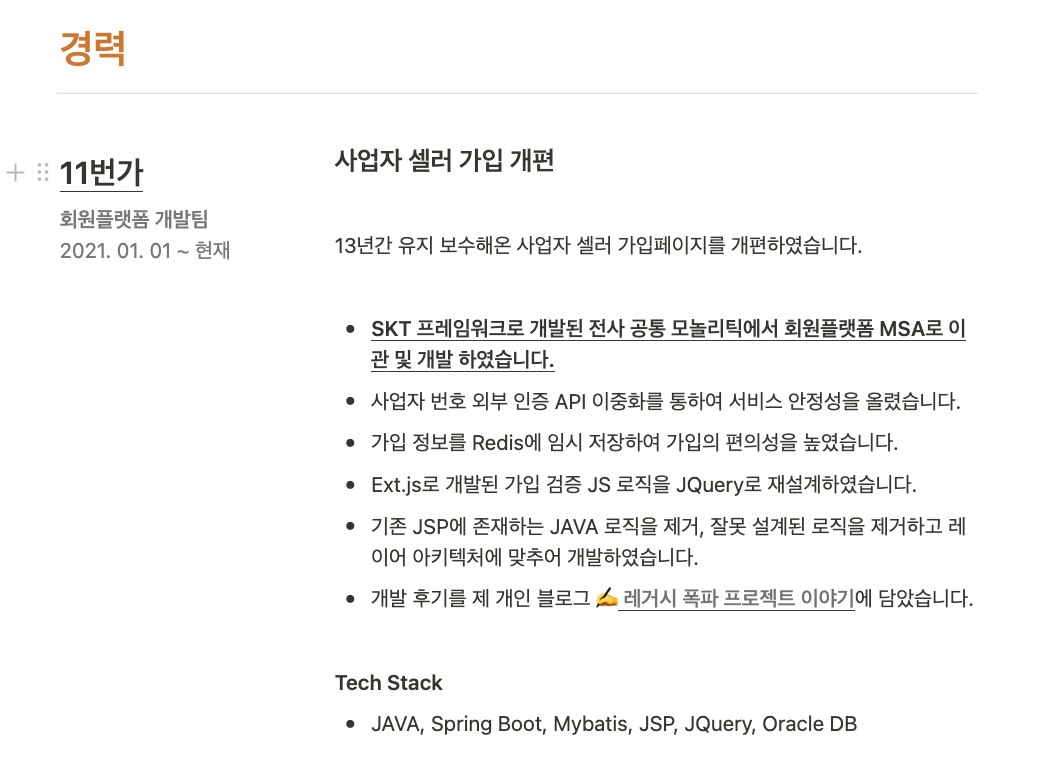 경력
11번가
회원플랫폼 개발팀
2021. 01. 01 ~ 현재
사업자 셀러 가입 개편
13년간 유지 보수해온 사업자 셀러 가입페이지를 개편하였습니다.
• SKT 프레임워크로 개발된 전사 공통 모놀리틱에서 회원플랫폼 MSA로 이
관 및 개발 하였습니다.
• 사업자 번호 외부 인증 API 이중화를 통하여 서비스 안정성을 올렸습니다.
• 가입 정보를 Redis에 임시 저장하여 가입의 편의성을 높였습니다.
• Ext.js로 개발된 가입 검증 JS 로직을 JQuery로 재설계하였습니다.
• 기존 JSP에 존재하는 JAVA 로직을 제거, 잘못 설계된 로직을 제거하고 레
이어 아키텍처에 맞추어 개발하였습니다.
• 개발 후기를 제 개인 블로그 ✍️ 레거시 폭파 프로젝트 이야기에 담았습니다.
Tech Stack
• JAVA, Spring Boot, Mybatis, JSP, JQuery, Oracle DB